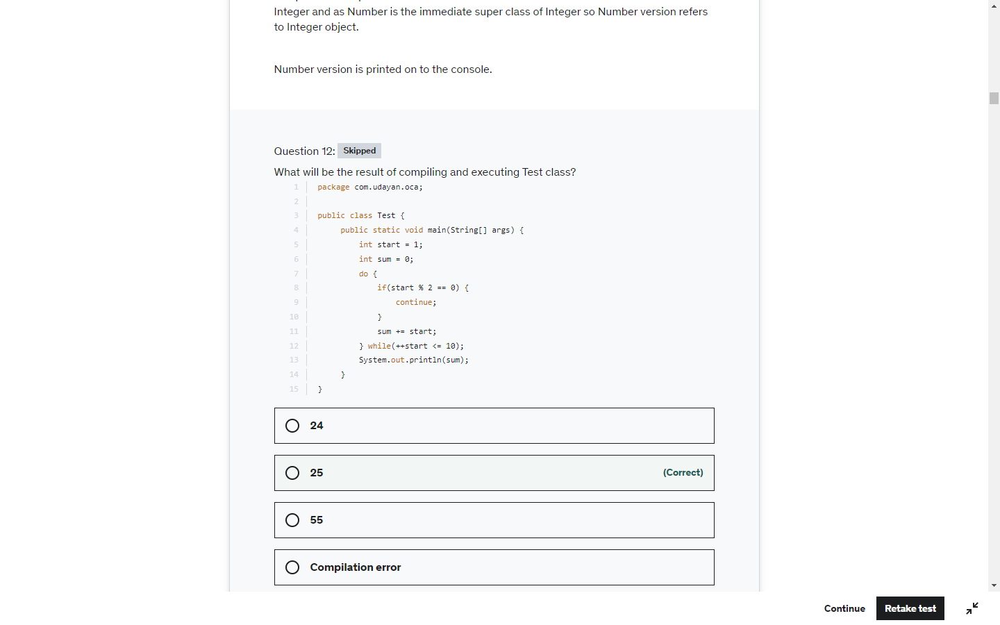 Integer and as Number is the immediate super class of Integer so Number version refers
to Integer object.
Number version is printed on to the console.
Question 12: Skipped
What will be the result of compiling and executing Test class?
1 package com.udayan.oca;
2
3 public class Test {
4 public static void main(String[] args) {
5 int start = 1;
6 int sum = 0;
7 do {
8 if(start % 2 == 0) {
9 continue;
10 }
11 sum += start;
12 } while(++start <= 10);
13 System.out.println(sum);
14 }
15 }
24
25 (Correct)
55
Compilation error
Continue Retake test